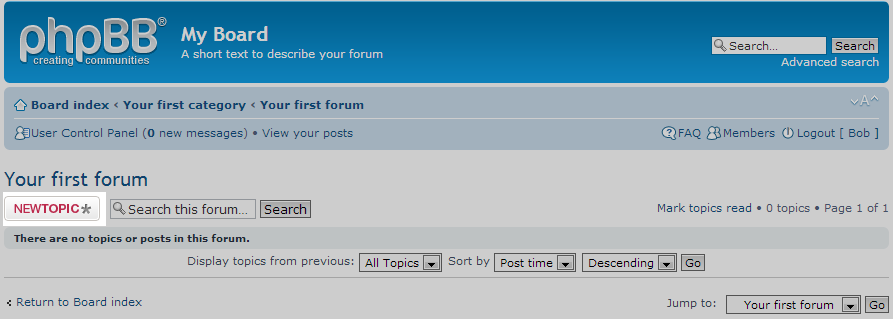 phpBB®
creating communities
My Board
A short text to describe your forum
Search... Search
Advanced search
Board index ‹ Your first category ‹ Your first forum
A
User Control Panel (0 new messages) • View your posts
FAQ Members Logout [ Bob ]
Your first forum
NEWTOPIC* Search this forum... Search
Mark topics read • 0 topics • Page 1 of 1
There are no topics or posts in this forum.
Display topics from previous: All Topics Sort by Post time Descending Go
Return to Board index
Jump to: Your first forum Go